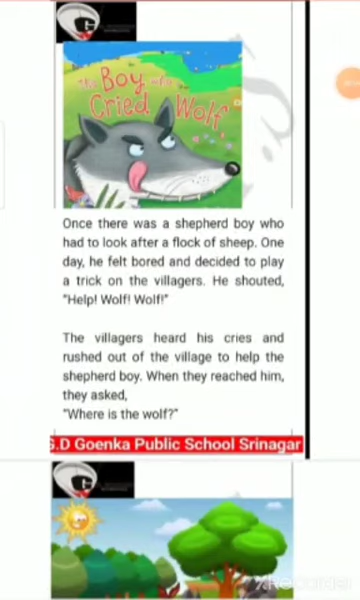 The Boy who
Cried Wolf
Once there was a shepherd boy who
had to look after a flock of sheep. One
day, he felt bored and decided to play
a trick on the villagers. He shouted,
"Help! Wolf! Wolf!"
The villagers heard his cries and
rushed out of the village to help the
shepherd boy. When they reached him,
they asked,
"Where is the wolf?"
G.D Goenka Public School Srinagar